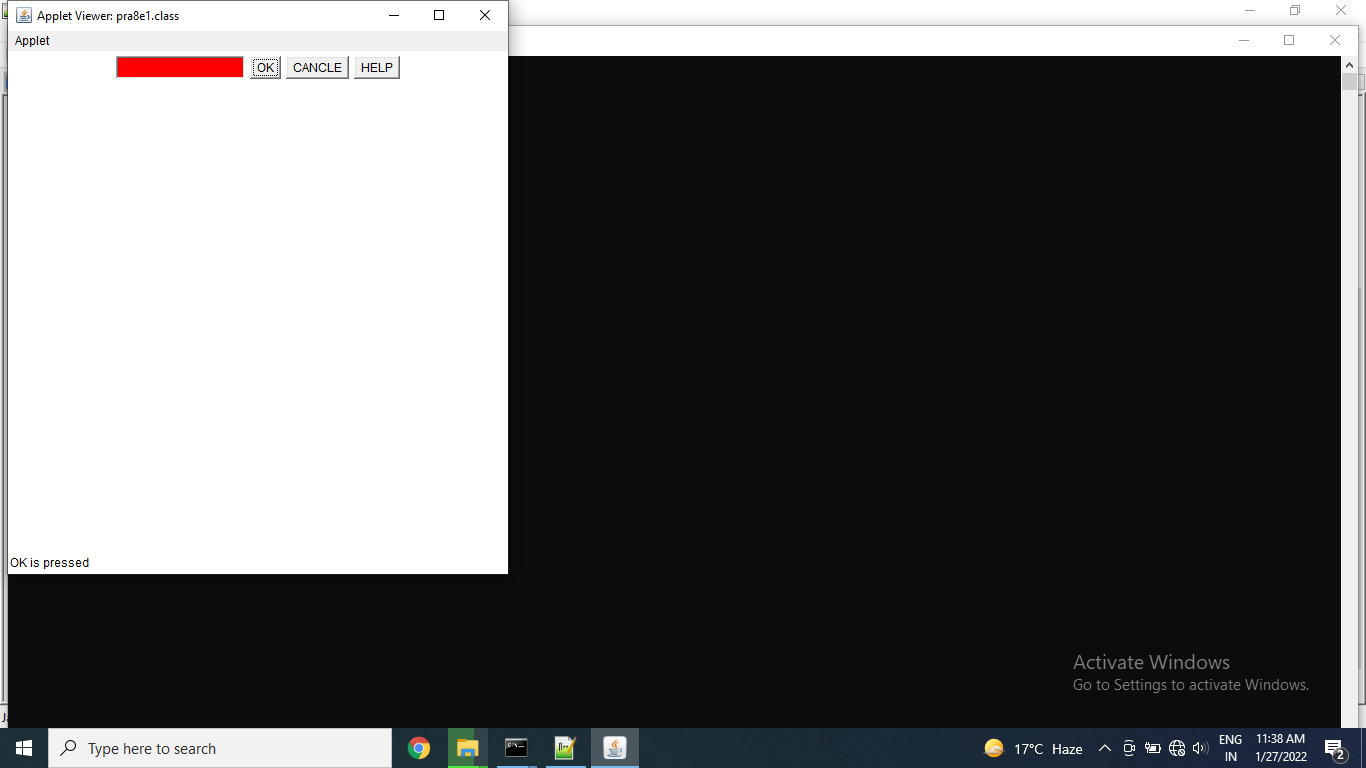 Applet Viewer: pra8e1.class
Applet
OK CANCLE HELP
OK is pressed
Activate Windows
Go to Settings to activate Windows.
Type here to search
17°C Haze
ENG
IN
11:38 AM
1/27/2022
2